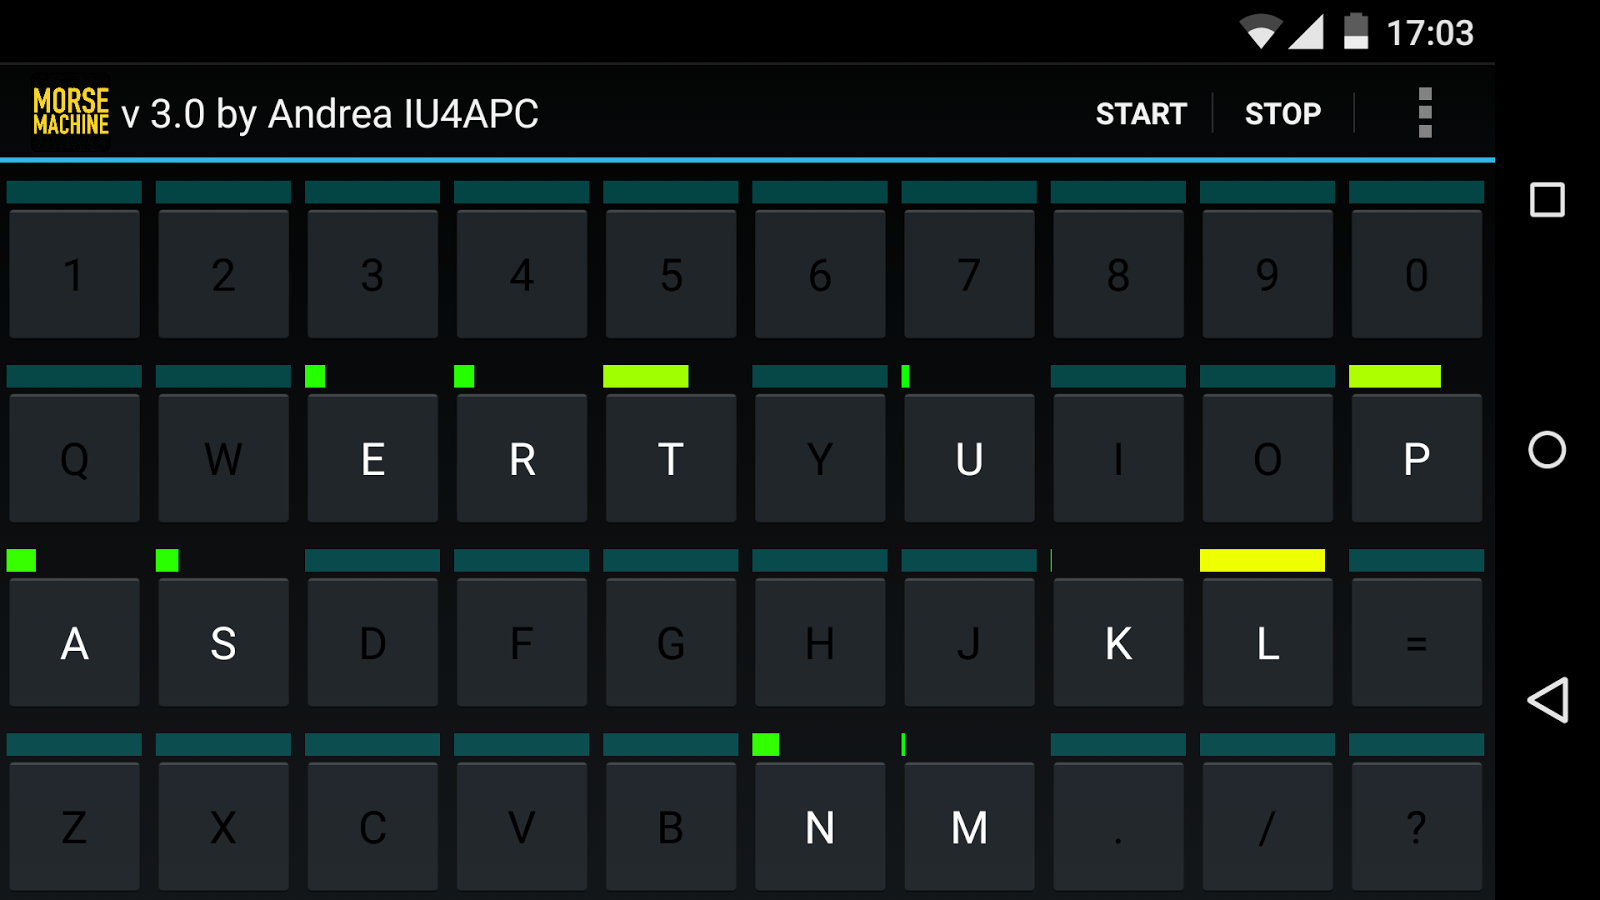 17:03
MORSE
MACHINE
v 3.0 by Andrea IU4APC
START STOP
1 2 3 4 5 6 7 8 9 0
Q W E R T Y U I O P
A S D F G H J K L =
Z X C V B N M . / ?